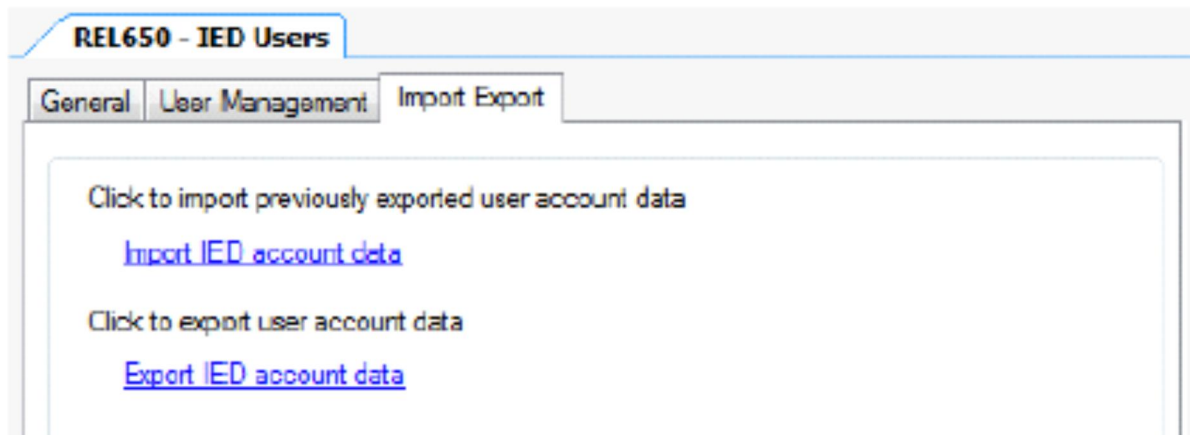 REL650 - IED Users
General User Management Import Export
Click to import previously exported user account data
Import IED account data
Click to export user account data
Export IED account data